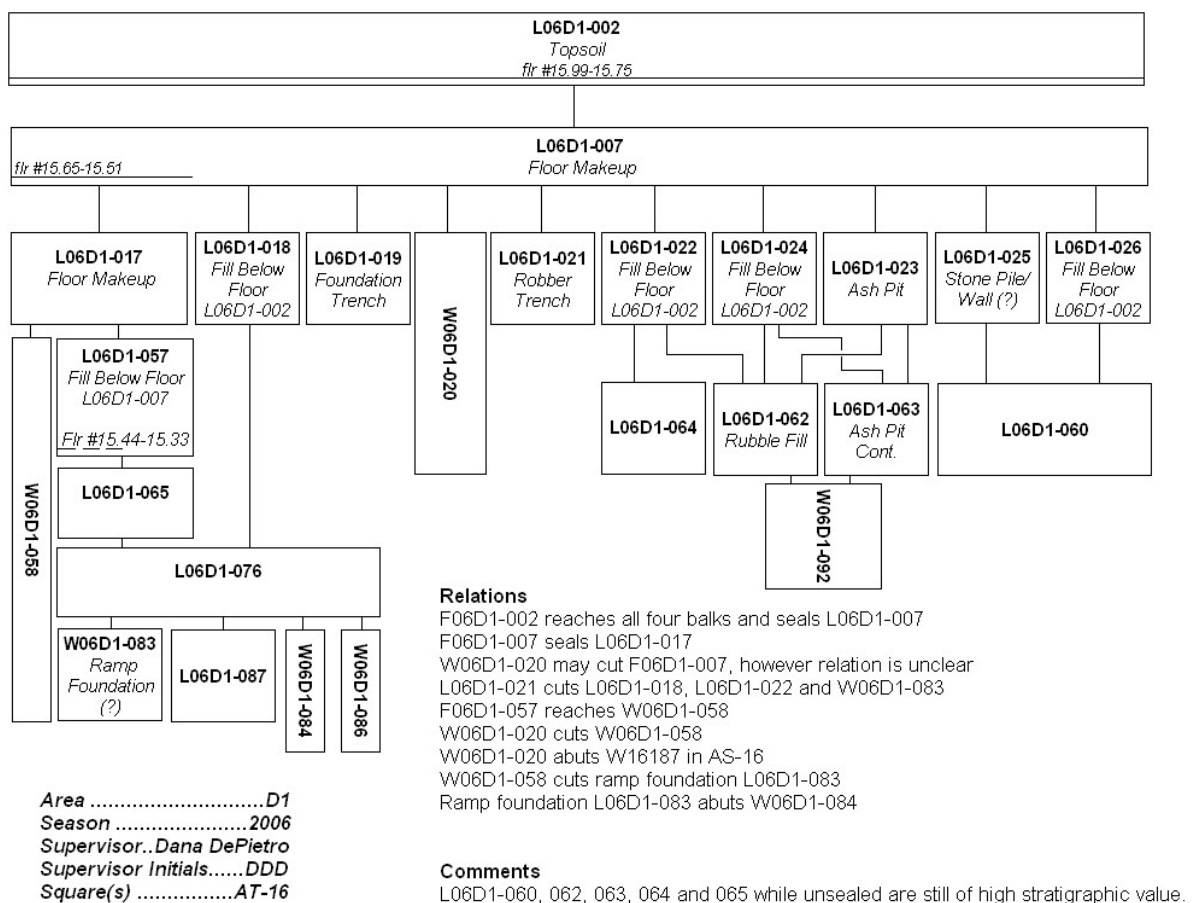 L06D1-002
Topsoil
flr #15.99-15.75
L06D1-007
Floor Makeup
flr #15.65-15.51
L06D1-017
Floor Makeup
L06D1-018
Fill Below
Floor
L06D1-002
L06D1-019
Foundation
Trench
W06D1-020
L06D1-021
Robber
Trench
L06D1-022
Fill Below
Floor
L06D1-002
L06D1-024
Fill Below
Floor
L06D1-002
L06D1-023
Ash Pit
L06D1-025
Stone Pile/
Wall (?)
L06D1-026
Fill Below
Floor
L06D1-002
W06D1-058
L06D1-057
Fill Below Floor
L06D1-007
Flr #15.44-15.33
L06D1-065
L06D1-064
L06D1-062
Rubble Fill
L06D1-063
Ash Pit
Cont.
L06D1-060
W06D1-092
L06D1-076
W06D1-083
Ramp
Foundation
(?)
L06D1-087
W06D1-084
W06D1-086
Relations
F06D1-002 reaches all four balks and seals L06D1-007
F06D1-007 seals L06D1-017
W06D1-020 may cut F06D1-007, however relation is unclear
L06D1-021 cuts L06D1-018, L06D1-022 and W06D1-083
F06D1-057 reaches W06D1-058
W06D1-020 cuts W06D1-058
W06D1-020 abuts W16187 in AS-16
W06D1-058 cuts ramp foundation L06D1-083
Ramp foundation L06D1-083 abuts W06D1-084
Area .............................D1
Season ......................2006
Supervisor..Dana DePietro
Supervisor Initials......DDD
Square(s) ................AT-16
Comments
L06D1-060, 062, 063, 064 and 065 while unsealed are still of high stratigraphic value.